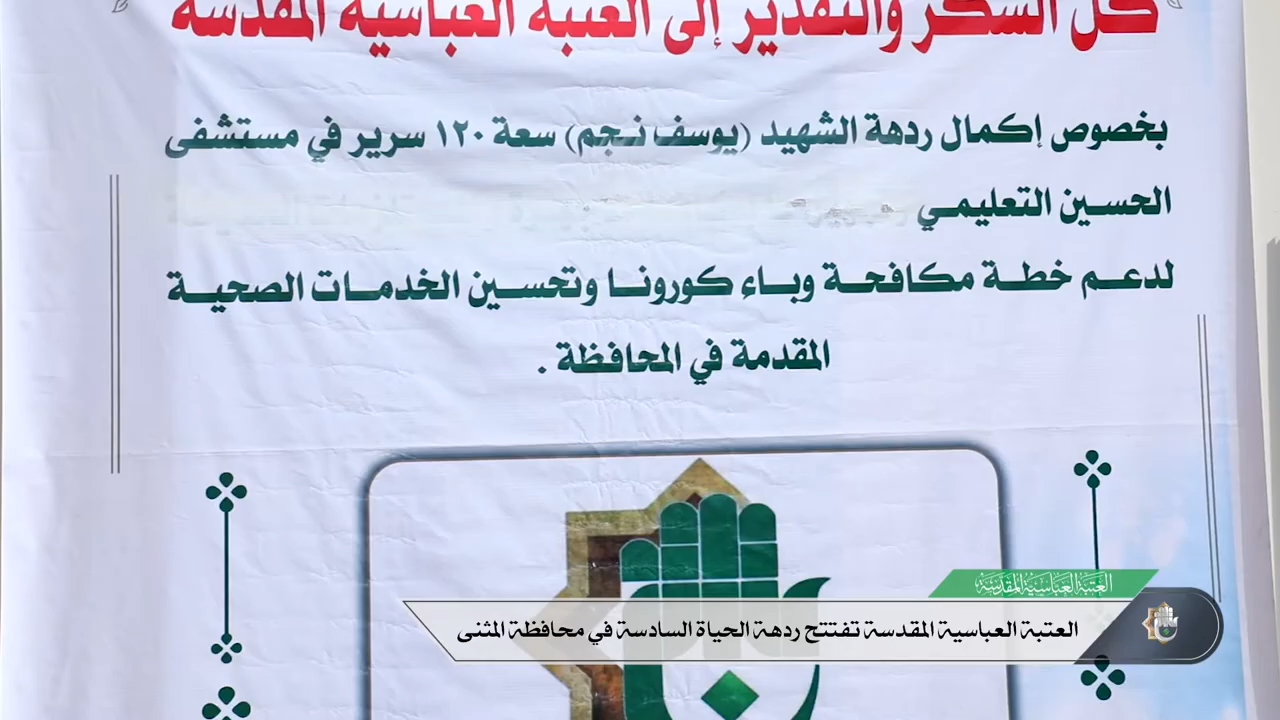 كل الشكر والتقدير إلى العتبة العباسية المقدسة
بخصوص إكمال ردهة الشهيد (يوسف نجم) سعة ١٢٠ سرير في مستشفى
الحسين التعليمي
لدعم خطة مكافحة وباء كورونا وتحسين الخدمات الصحية
المقدمة في المحافظة .
العتبة العباسية المقدسة
العتبة العباسية المقدسة تفتتح ردهة الحياة السادسة في محافظة المثنى